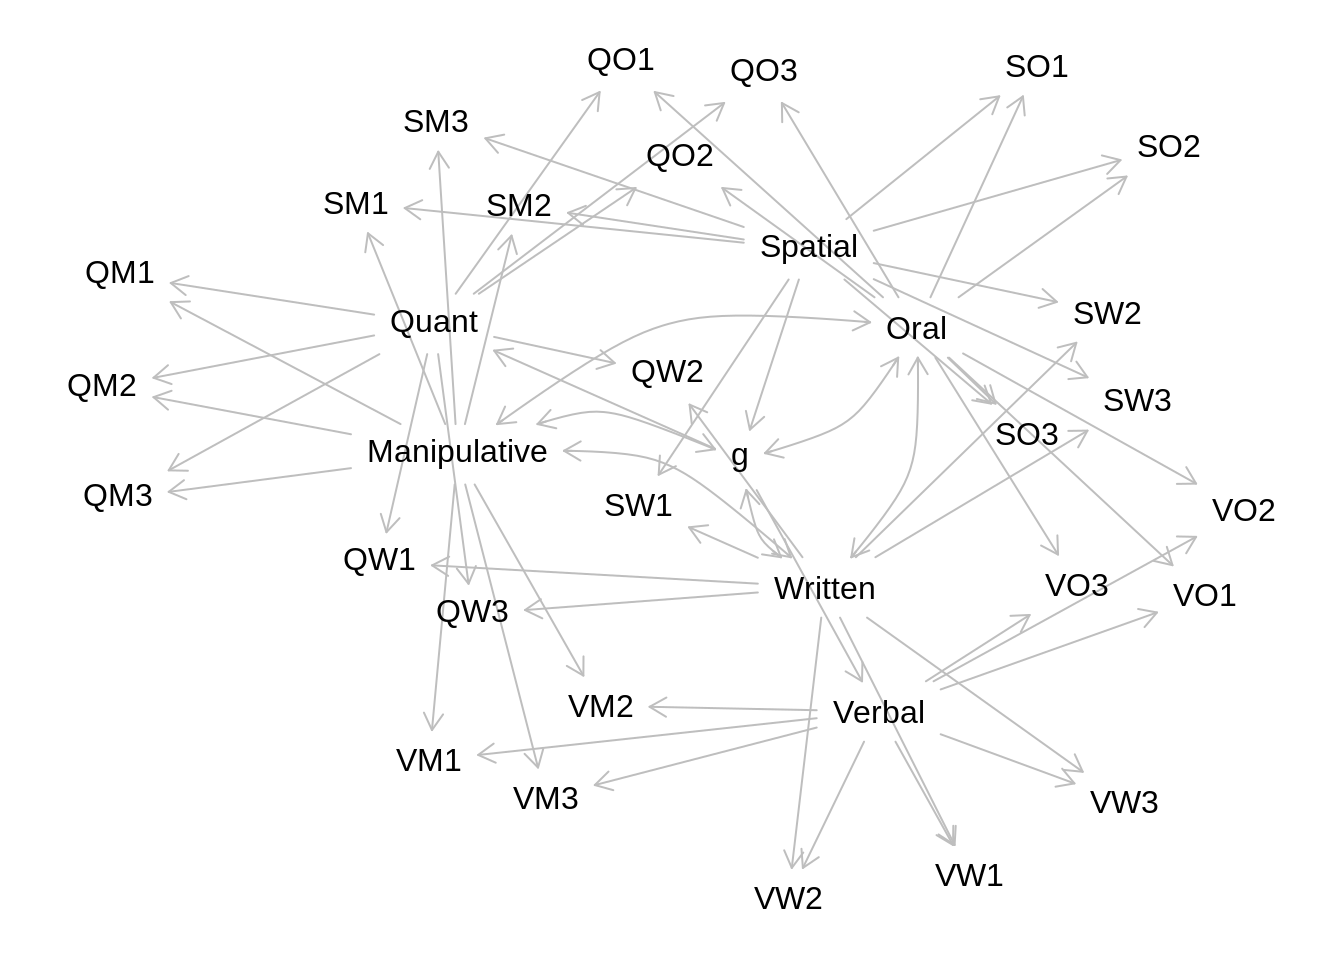 QO1
QO3
SO1
SM3
SO2
QO2
SM1
SM2
Spatial
QM1
SW2
Quant
Oral
QW2
QM2
SW3
SO3
Manipulative
g
QM3
SW1
VO2
QW1
Written
VO3
VO1
QW3
VM2
Verbal
VM1
VM3
VW3
VW1
VW2